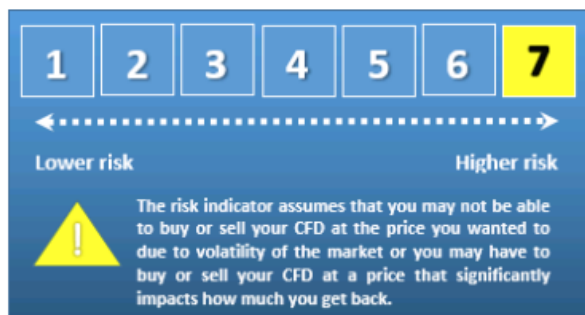 1 2 3 4 5 6 7
Lower risk Higher risk
!
The risk indicator assumes that you may not be able
to buy or sell your CFD at the price you wanted to
due to volatility of the market or you may have to
buy or sell your CFD at a price that significantly
impacts how much you get back.